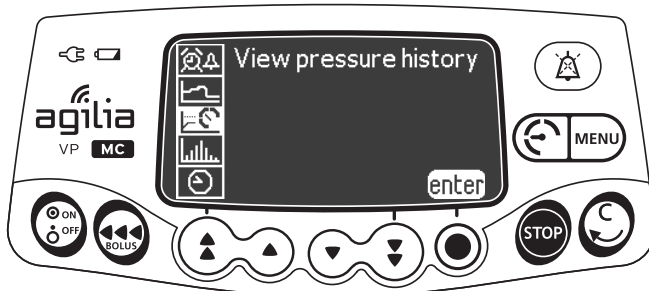 View pressure history
agilia
VP MC
MENU
enter
ON
OFF
BOLUS
STOP
C